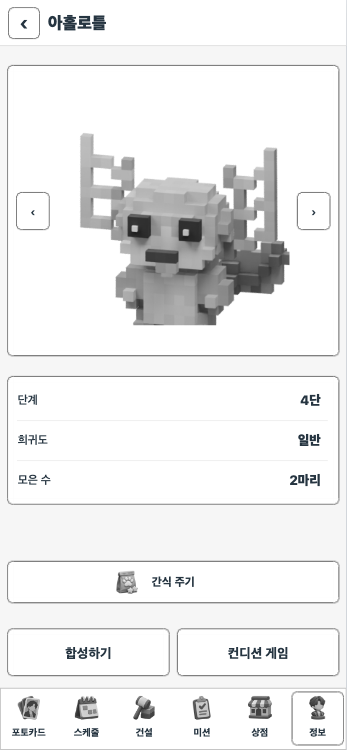 아홀로틀
단계 4단
희귀도 일반
모은 수 2마리
간식 주기
합성하기 컨디션 게임
포토카드 스케줄 건설 미션 상점 정보